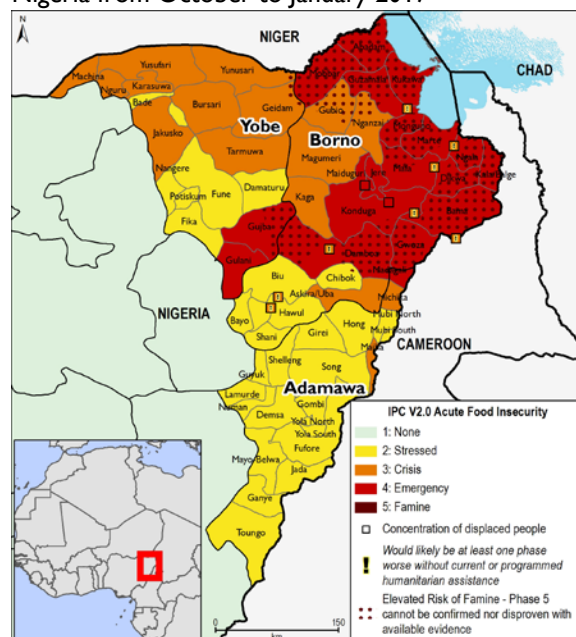 Nigeria from October to January 2017
N
NIGER
CHAD
Yusufari
Machina
Yunusari
Nguru
Karasuwa
Bade
Bursari
Geidam
Yobe
Jakusko
Tarmuwa
Nangere
Potiskum
Fune
Damaturu
Fika
Gujba
Gulani
Abadam
Mobbar
Guzamala
Kukawa
Gubio
Nganzai
Monguno
Marte
Borno
Ngala
Magumeri
Maiduguri
Jere
Mafa
Dikwa
Kala/Balge
Kaga
Konduga
Bama
Damboa
Gwoza
Biu
Chibok
Askira/Uba
Michika
Bayo
Hawul
Shani
NIGERIA
Mubi North
Mubi South
Hong
Maiha
CAMEROON
Girei
Song
Shelleng
Guyuk
Adamawa
Lamurde
Numan
Demsa
Gombi
Yola North
Yola South
Fufore
Mayo-Belwa
Jada
Ganye
Toungo
IPC V2.0 Acute Food Insecurity
1: None
2: Stressed
3: Crisis
4: Emergency
5: Famine
Concentration of displaced people
!
Would likely be at least one phase
worse without current or programmed
humanitarian assistance
Elevated Risk of Famine - Phase 5
cannot be confirmed nor disproven with
available evidence
0
150
km